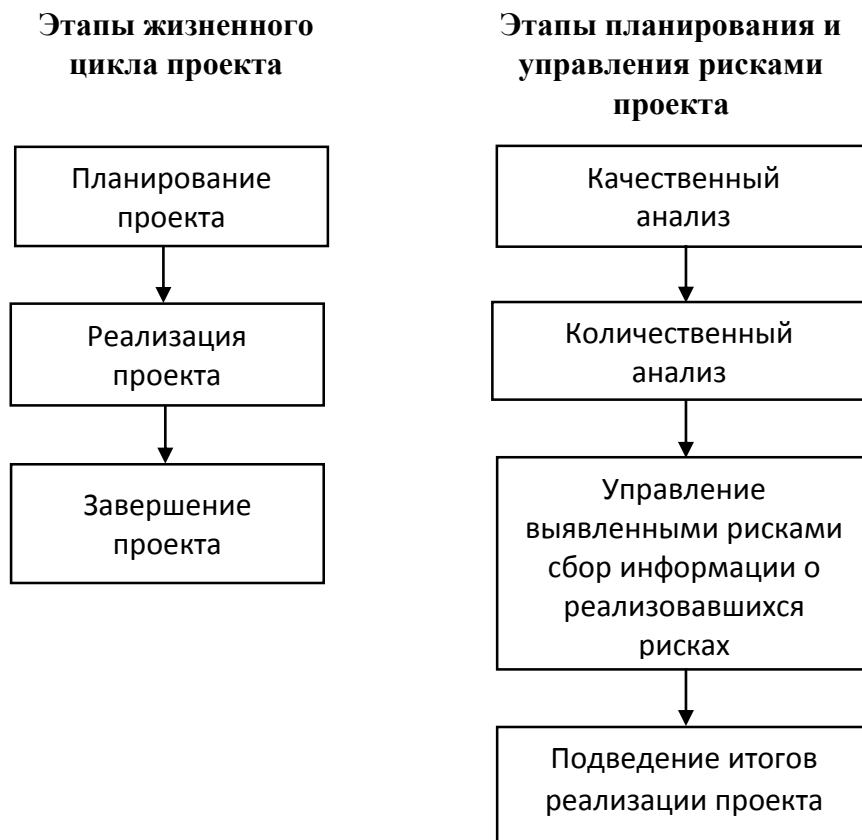 Этапы жизненного
цикла проекта
Планирование
проекта
Реализация
проекта
Завершение
проекта
Этапы планирования и
управления рисками
проекта
Качественный
анализ
Количественный
анализ
Управление
выявленными рисками
сбор информации о
реализовавшихся
рисках
Подведение итогов
реализации проекта